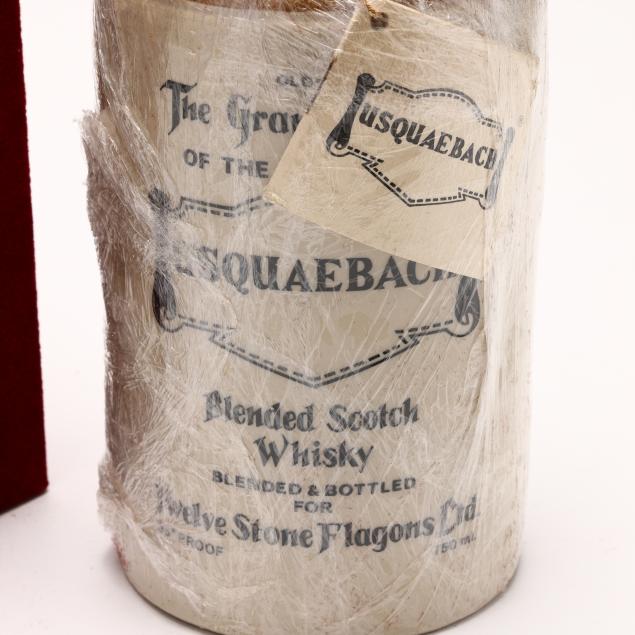 OLD-
The Gra
OF THE
USQUAEBACH
USQUAEBACH
Blended Scotch
Whisky
BLENDED & BOTTLED
FOR
Twelve Stone Flagons Ltd.
PROOF
750 ML